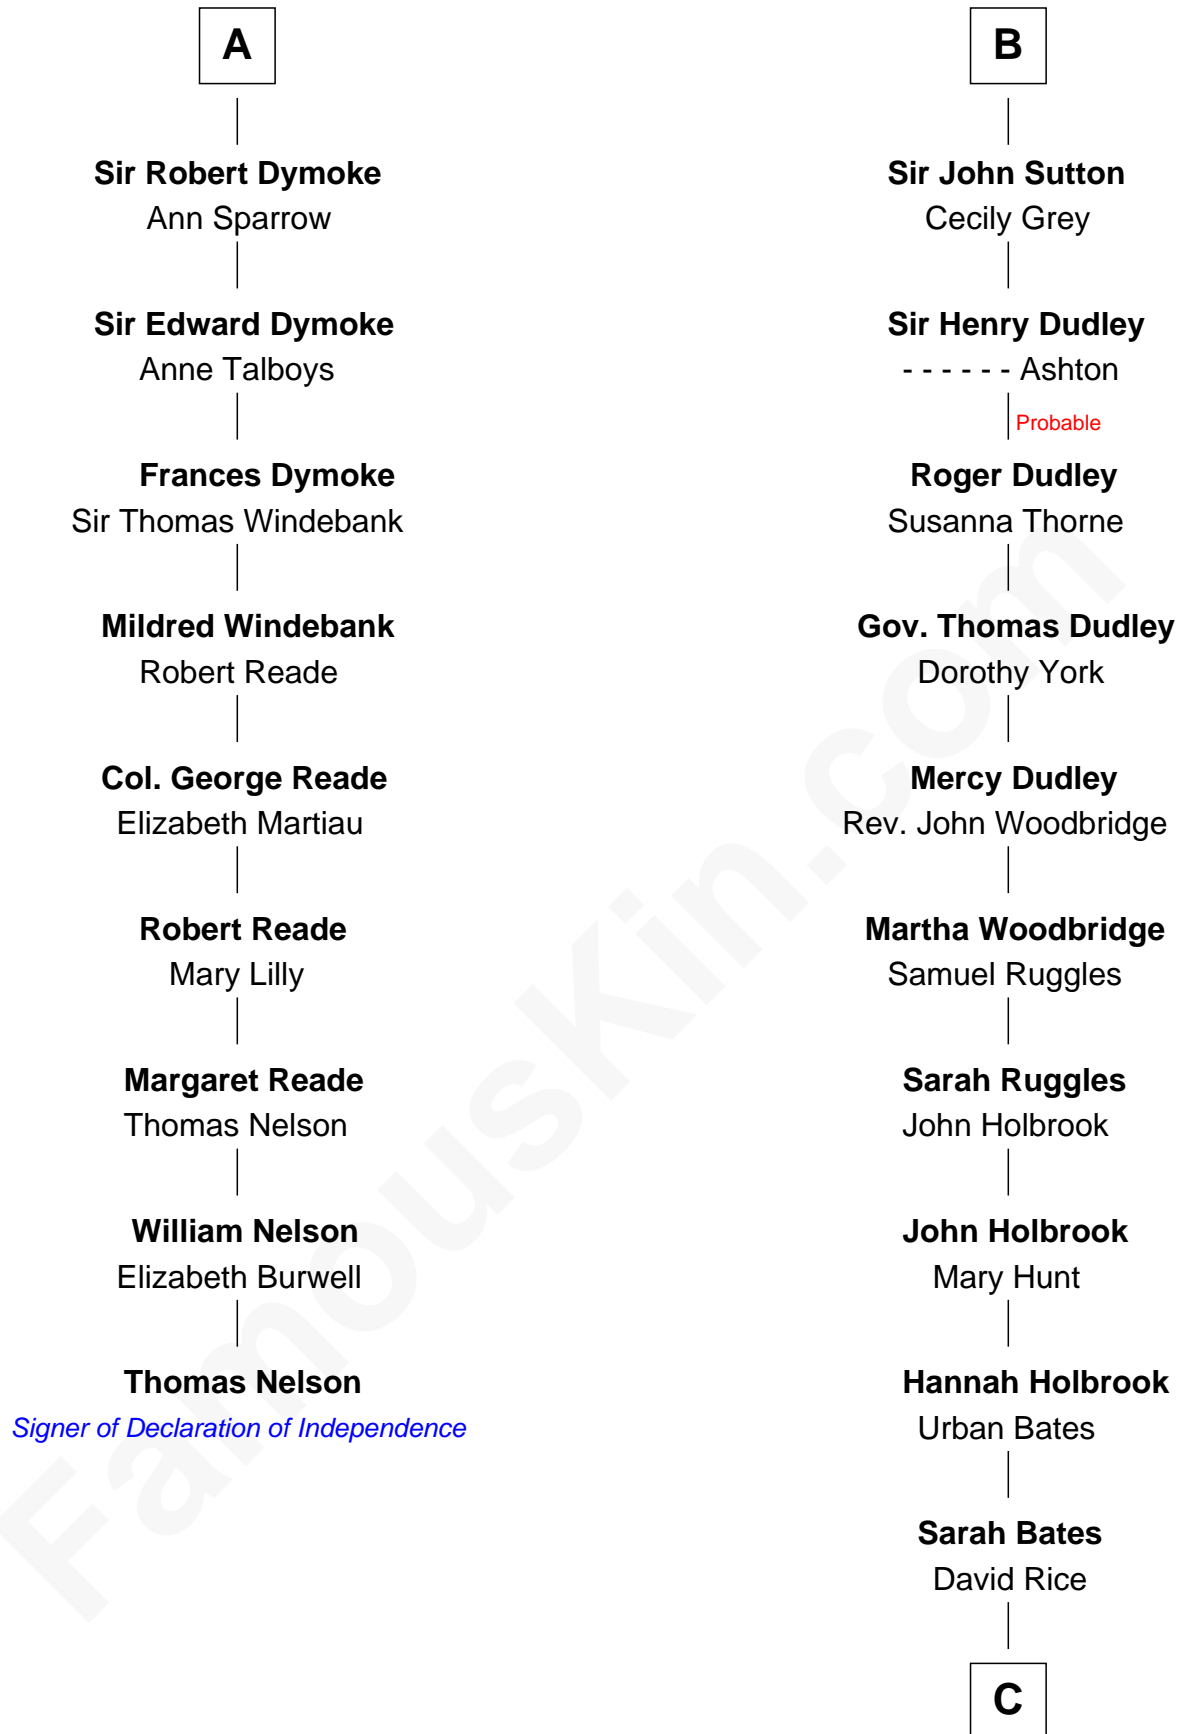 A
Sir Robert Dymoke
Ann Sparrow
Sir Edward Dymoke
Anne Talboys
Frances Dymoke
Sir Thomas Windebank
Mildred Windebank
Robert Reade
Col. George Reade
Elizabeth Martiau
Robert Reade
Mary Lilly
Margaret Reade
Thomas Nelson
William Nelson
Elizabeth Burwell
Thomas Nelson
Signer of Declaration of Independence
B
Sir John Sutton
Cecily Grey
Sir Henry Dudley
- - - - - - Ashton
Probable
Roger Dudley
Susanna Thorne
Gov. Thomas Dudley
Dorothy York
Mercy Dudley
Rev. John Woodbridge
Martha Woodbridge
Samuel Ruggles
Sarah Ruggles
John Holbrook
John Holbrook
Mary Hunt
Hannah Holbrook
Urban Bates
Sarah Bates
David Rice
C
FamousKin.com